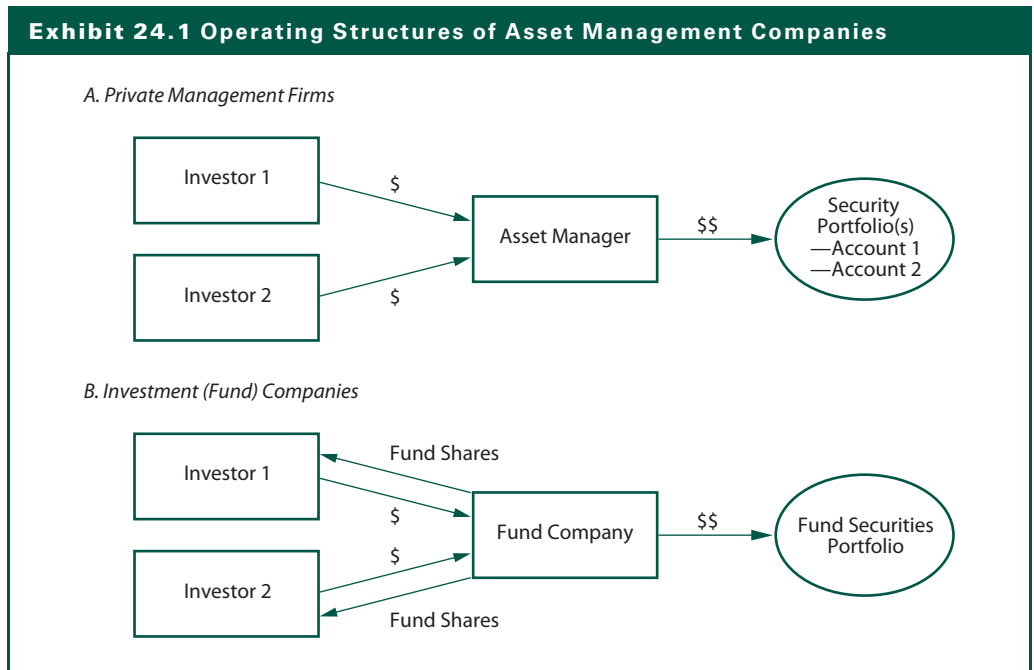 Exhibit 24.1 Operating Structures of Asset Management Companies
A. Private Management Firms
Investor 1
$
Asset Manager
$$
Security
Portfolio(s)
—Account 1
—Account 2
Investor 2
$
B. Investment (Fund) Companies
Investor 1
Fund Shares
$
Fund Company
$$
Fund Securities
Portfolio
Investor 2
$
Fund Shares